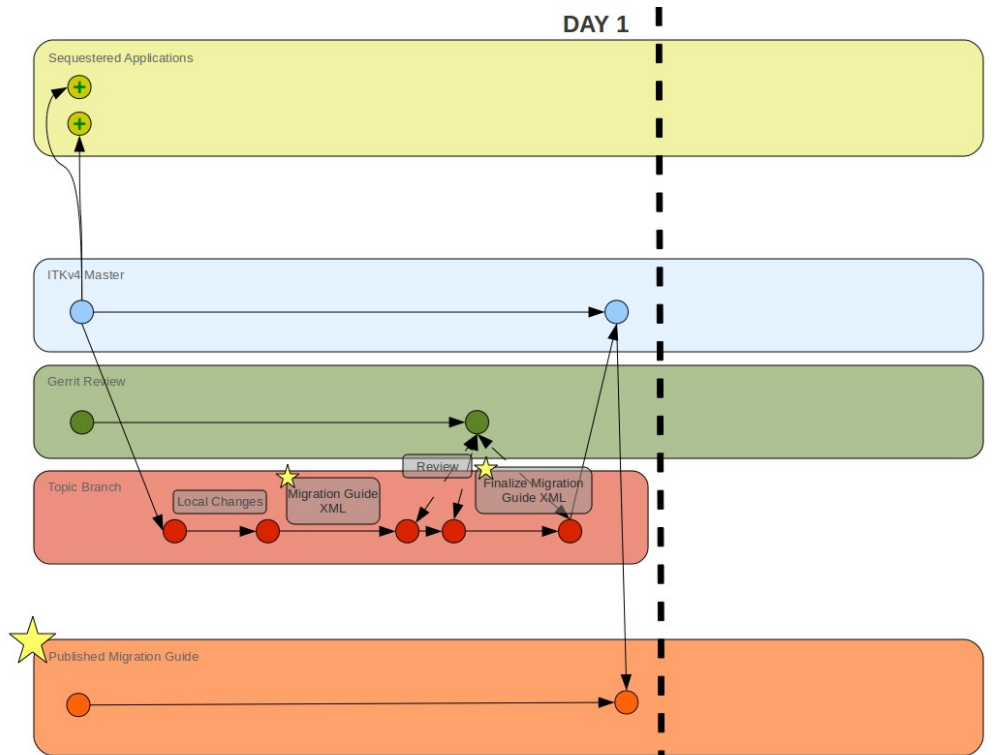 DAY 1
Sequestered Applications
ITKv4 Master
Gerrit Review
Review
Topic Branch
Local Changes
Migration Guide
XML
Finalize Migration
Guide XML
Published Migration Guide